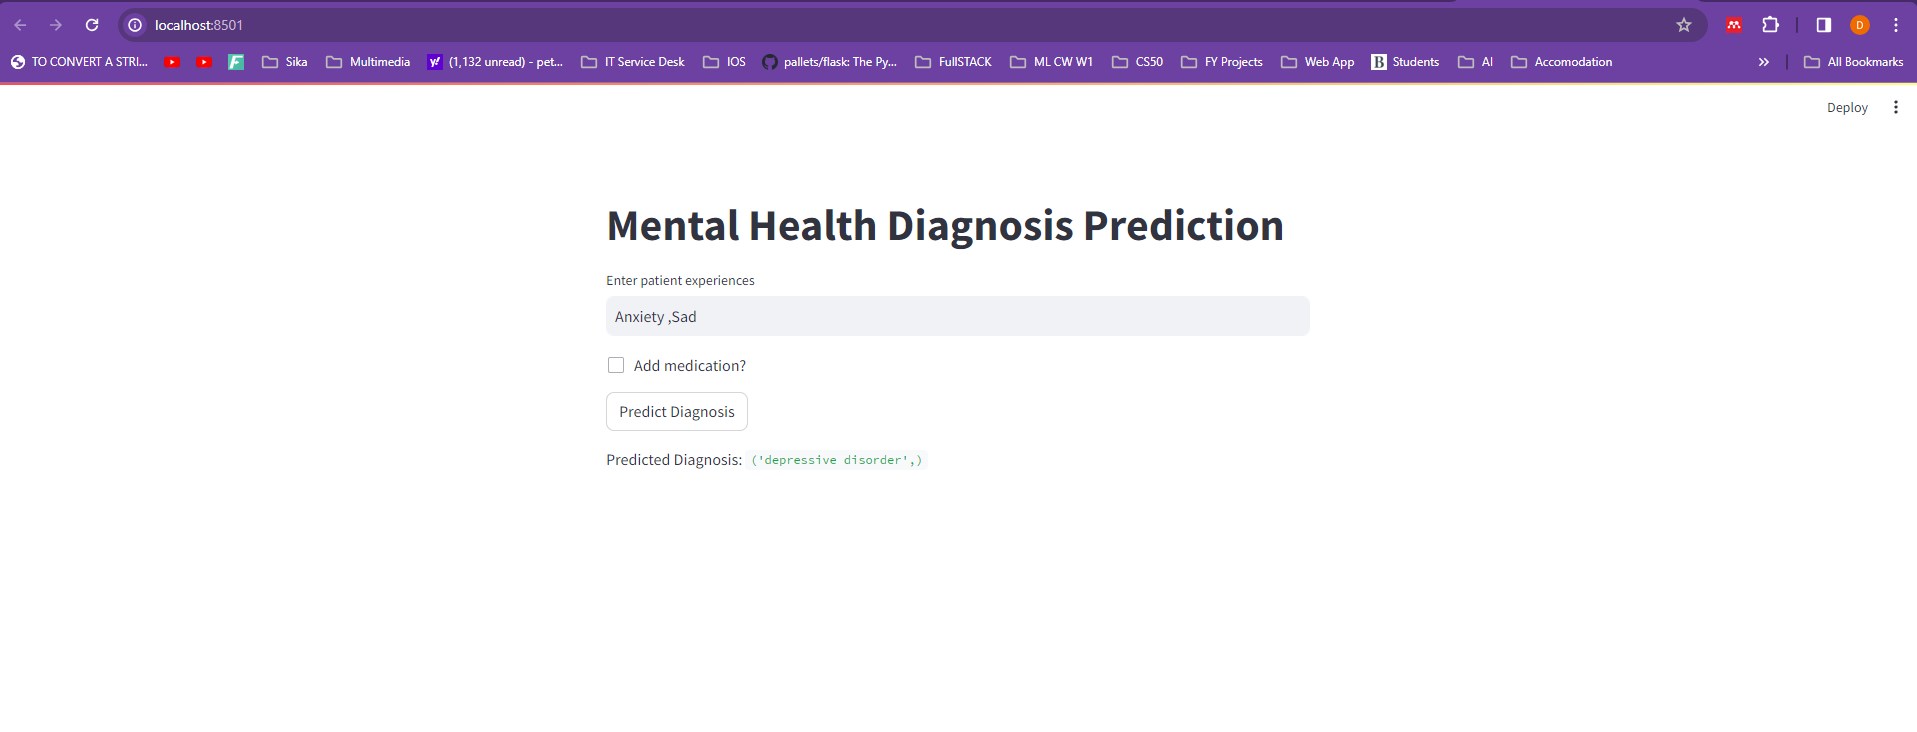 localhost:8501
TO CONVERT A STRI... Sika Multimedia (1,132 unread) - pet... IT Service Desk IOS pallets/flask: The Py... FullSTACK ML CW W1 CS50 FY Projects Web App B Students AI Accomodation » All Bookmarks
Deploy
Mental Health Diagnosis Prediction
Enter patient experiences
Anxiety ,Sad
Add medication?
Predict Diagnosis
Predicted Diagnosis: ('depressive disorder',)